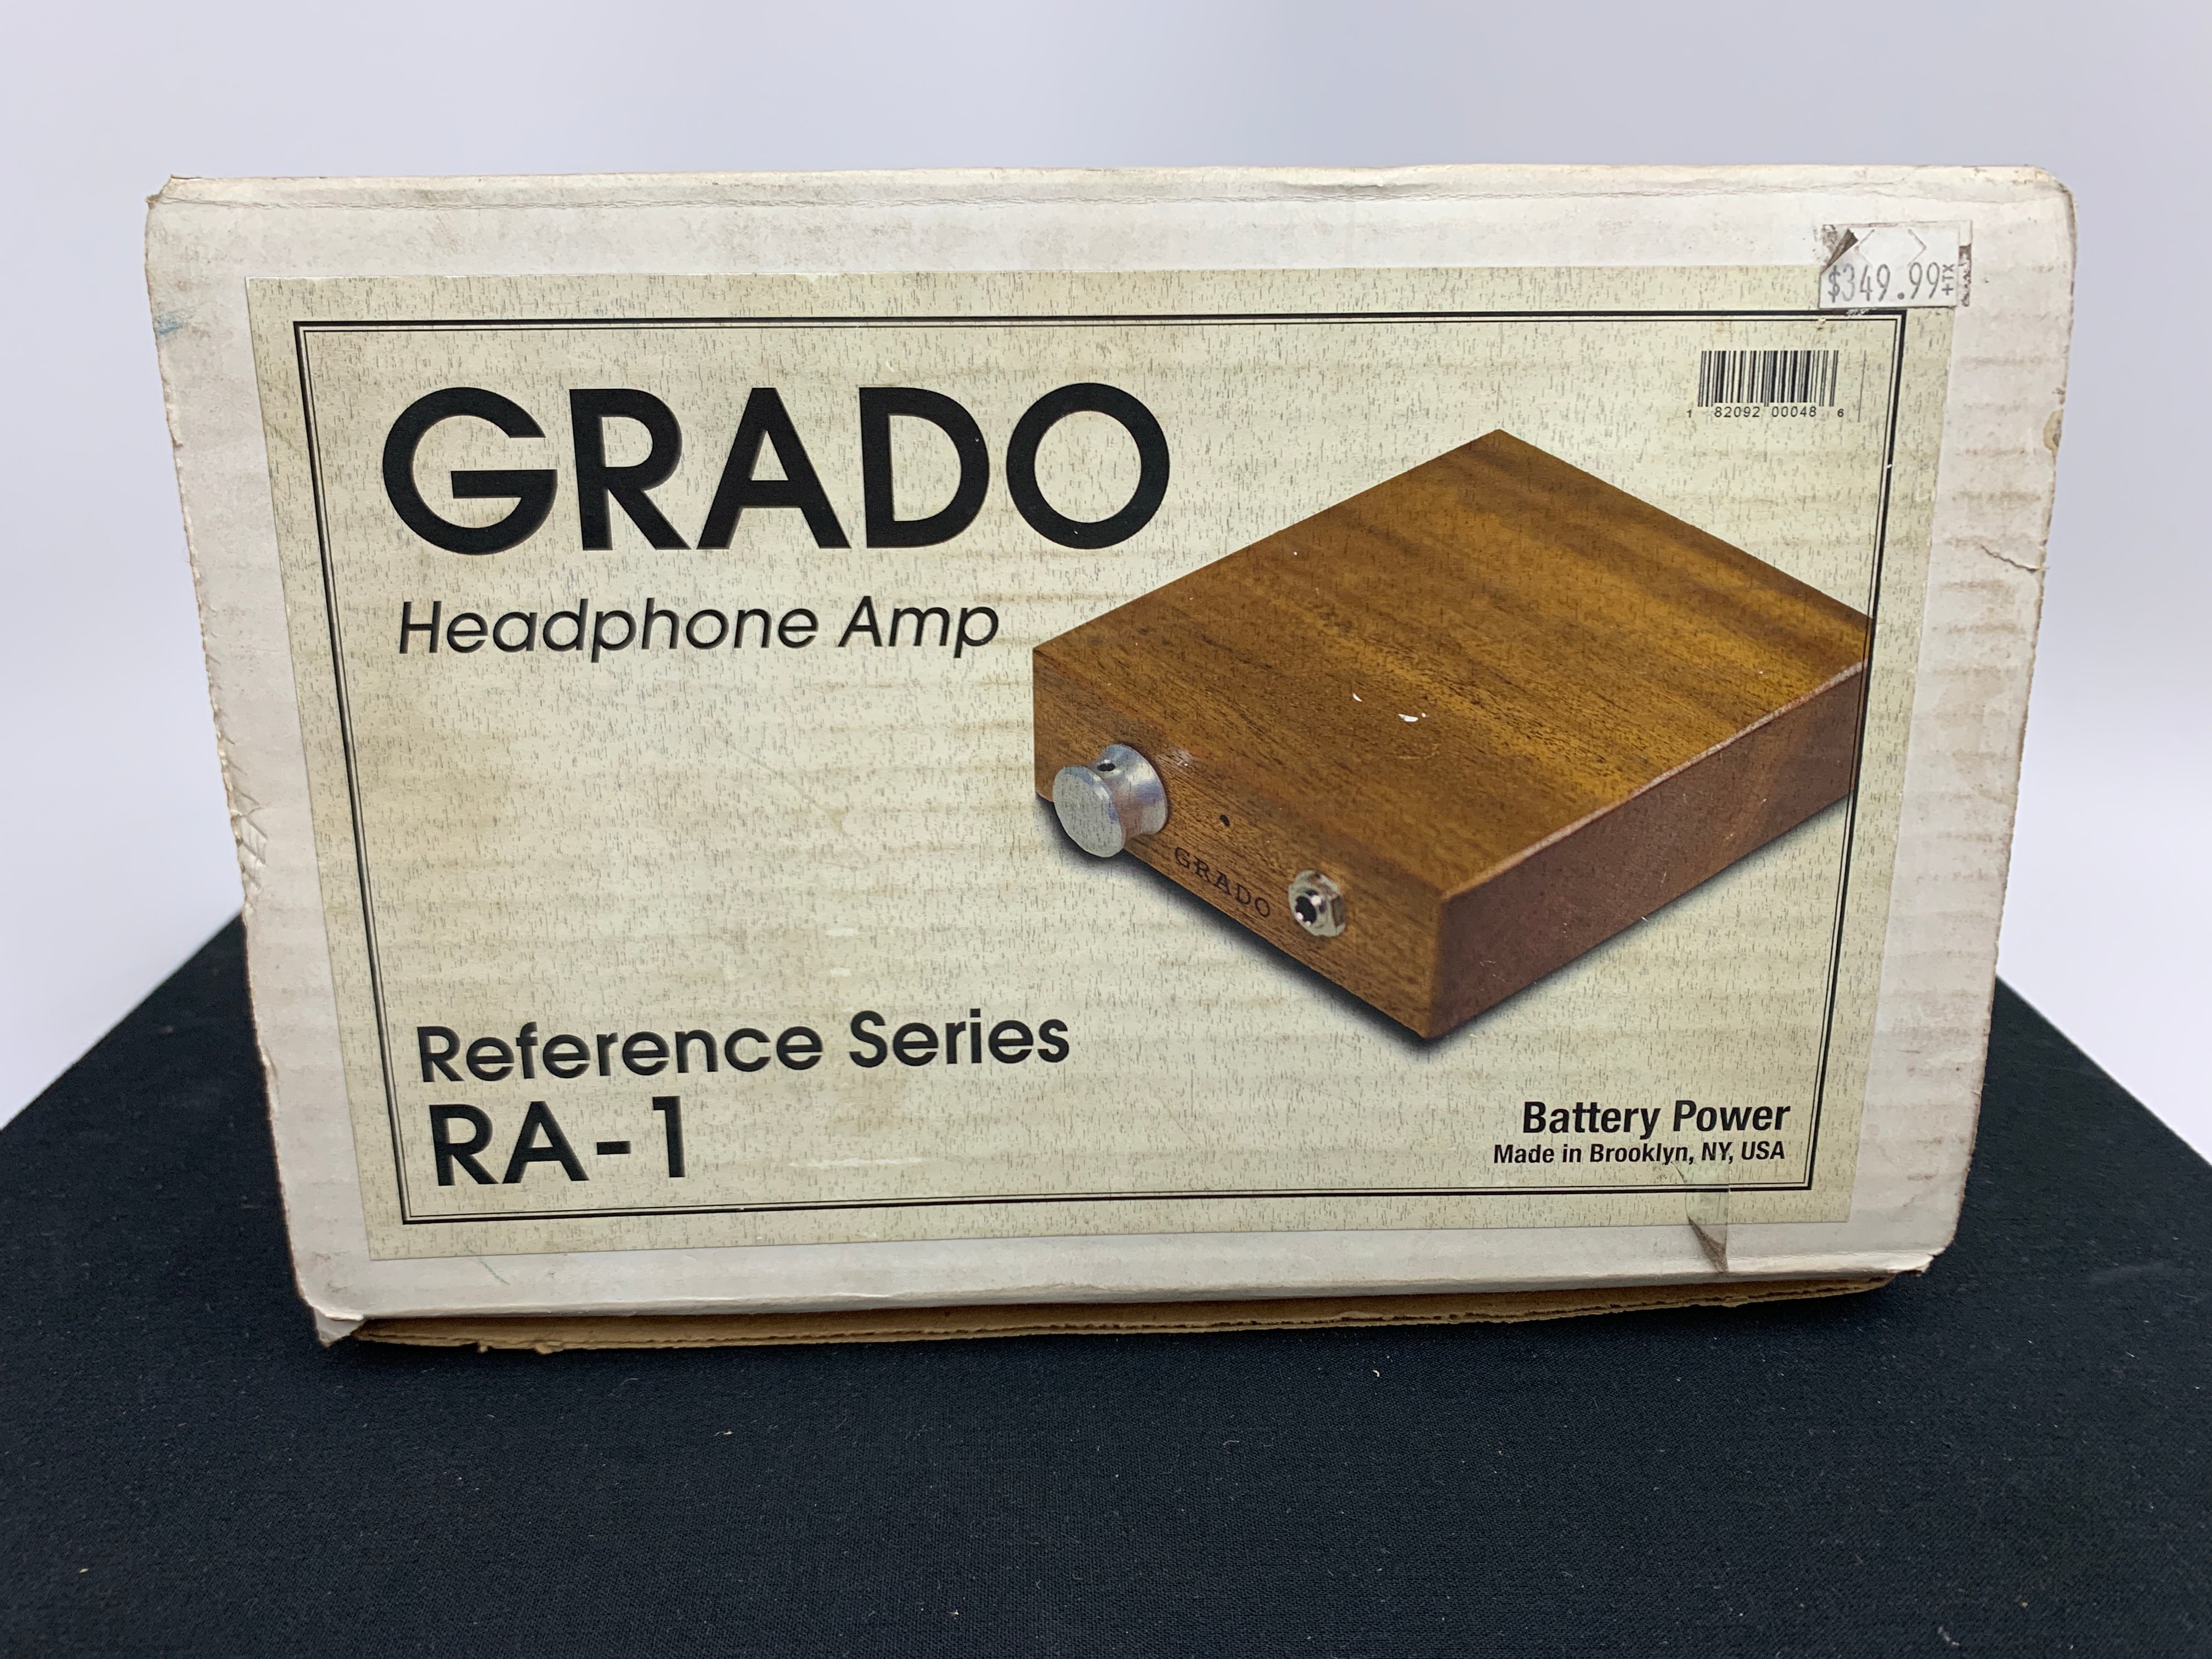 $349.99 +TX
1 82092 00048 6
GRADO
Headphone Amp
GRADO
Reference Series
RA-1
Battery Power
Made in Brooklyn, NY, USA